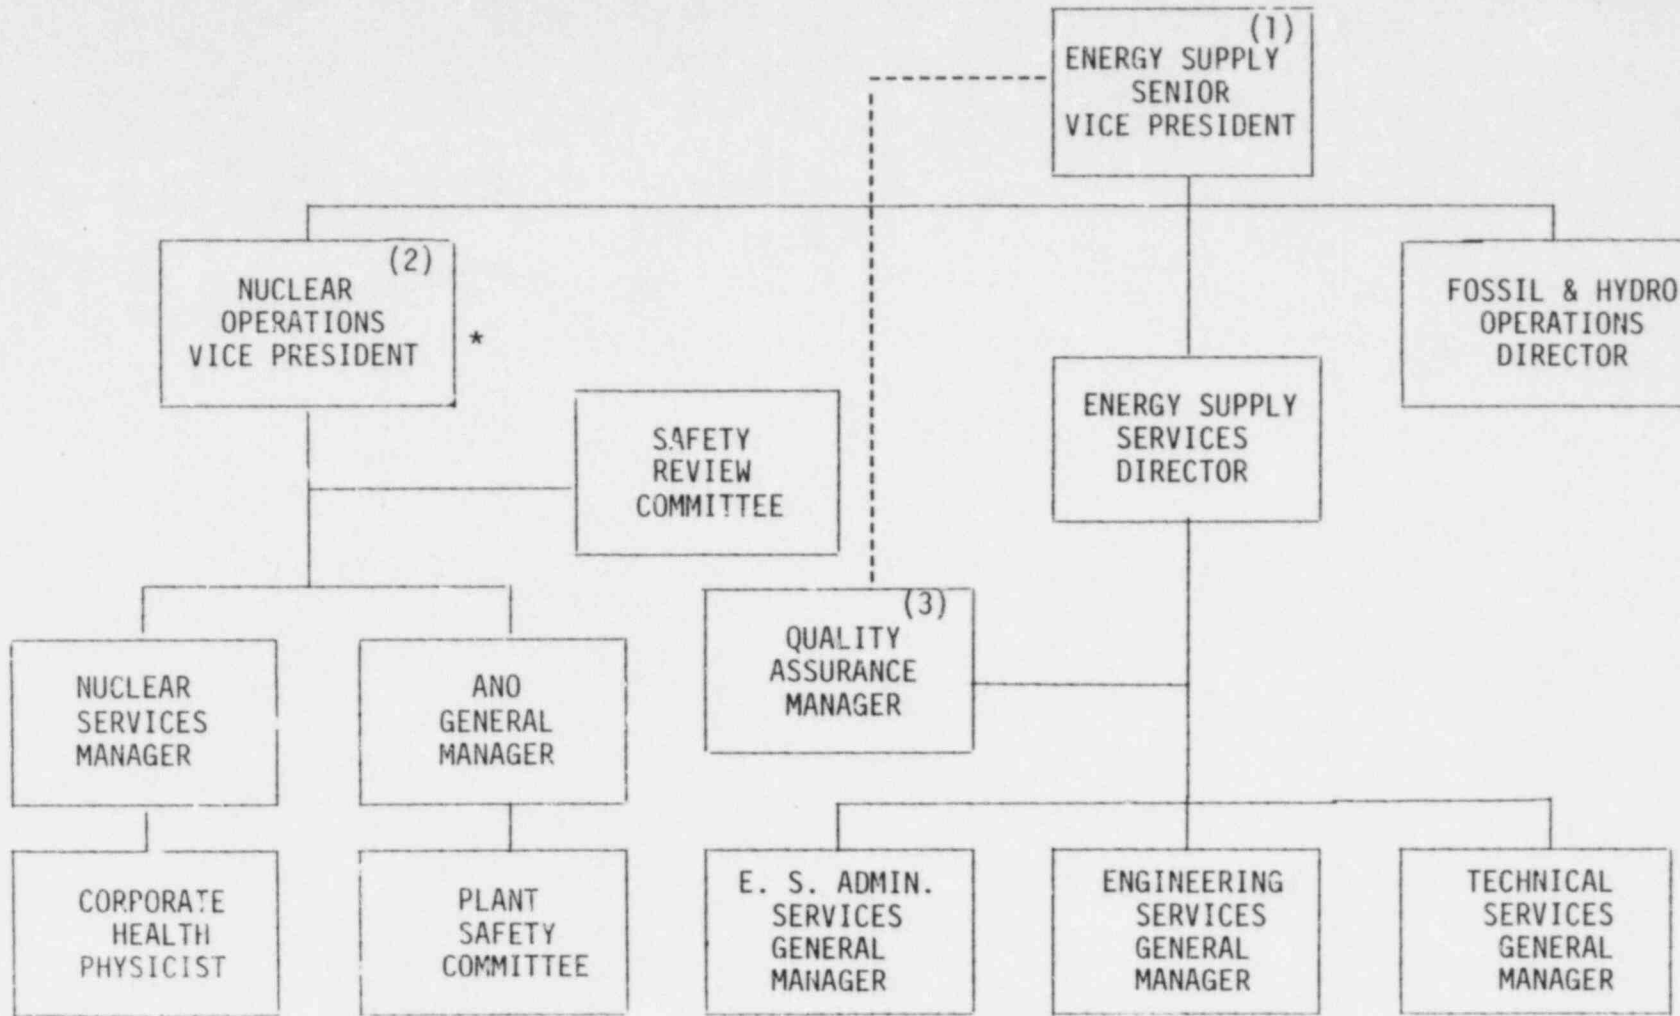 (1)
ENERGY SUPPLY
SENIOR
VICE PRESIDENT
(2)
NUCLEAR
OPERATIONS
VICE PRESIDENT
*
FOSSIL & HYDRO
OPERATIONS
DIRECTOR
SAFETY
REVIEW
COMMITTEE
ENERGY SUPPLY
SERVICES
DIRECTOR
(3)
QUALITY
ASSURANCE
MANAGER
NUCLEAR
SERVICES
MANAGER
ANO
GENERAL
MANAGER
CORPORATE
HEALTH
PHYSICIST
PLANT
SAFETY
COMMITTEE
E. S. ADMIN.
SERVICES
GENERAL
MANAGER
ENGINEERING
SERVICES
GENERAL
MANAGER
TECHNICAL
SERVICES
GENERAL
MANAGER